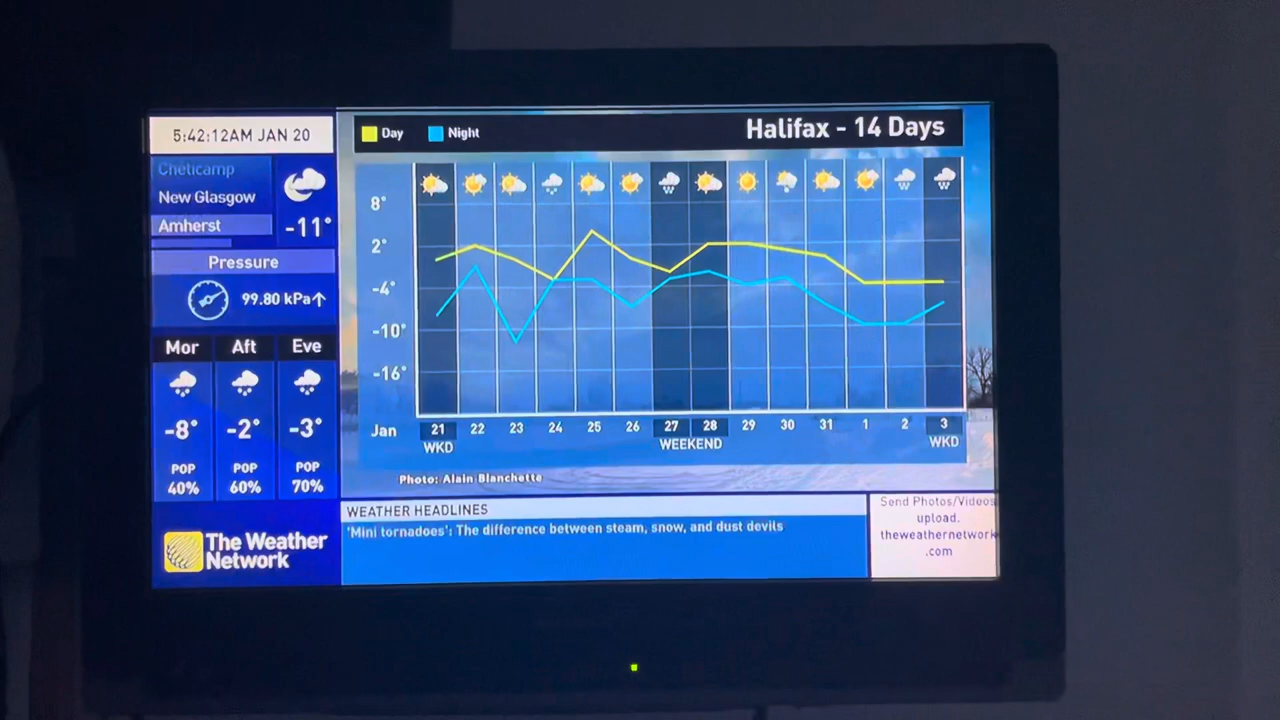 5:42:12AM JAN 20
Chéticamp
New Glasgow
Amherst
-11°
Pressure
99.80 kPa↑
Mor Aft Eve
-8° -2° -3°
POP POP POP
40% 60% 70%
The Weather
Network
Day Night
Halifax - 14 Days
8°
2°
-4°
-10°
-16°
Jan 21 22 23 24 25 26 27 28 29 30 31 1 2 3
WKD WEEKEND WKD
Photo: Alain Blanchette
WEATHER HEADLINES
'Mini tornadoes': The difference between steam, snow, and dust devils
Send Photos/Videos
upload.
theweathernetwork
.com